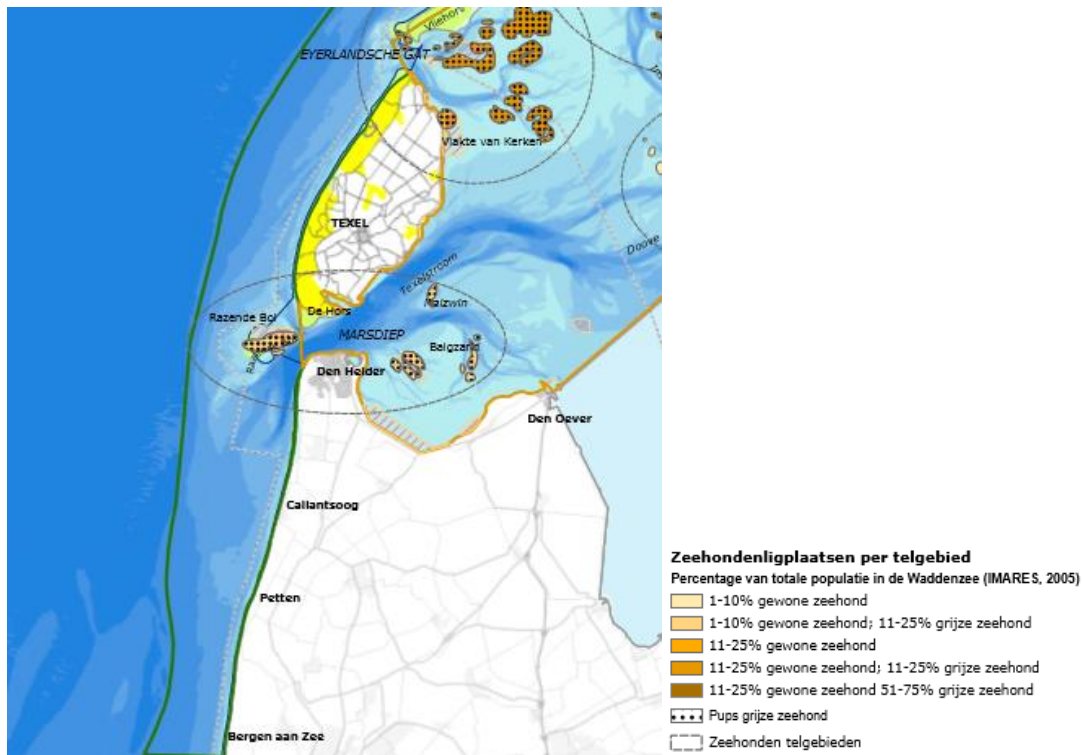 Vliehors
EYERLANDSCHE GAT
Vlakte van Kerken
TEXEL
Doove
Texelstroom
Malzwin
Razende Bol
De Hors
MARSDIEP
Balgzand
Den Helder
Den Oever
Callantsoog
Petten
Bergen aan Zee
Zeehondenligplaatsen per telgebied
Percentage van totale populatie in de Waddenzee (IMARES, 2005)
1-10% gewone zeehond
1-10% gewone zeehond; 11-25% grijze zeehond
11-25% gewone zeehond
11-25% gewone zeehond; 11-25% grijze zeehond
11-25% gewone zeehond 51-75% grijze zeehond
Pups grijze zeehond
Zeehonden telgebieden